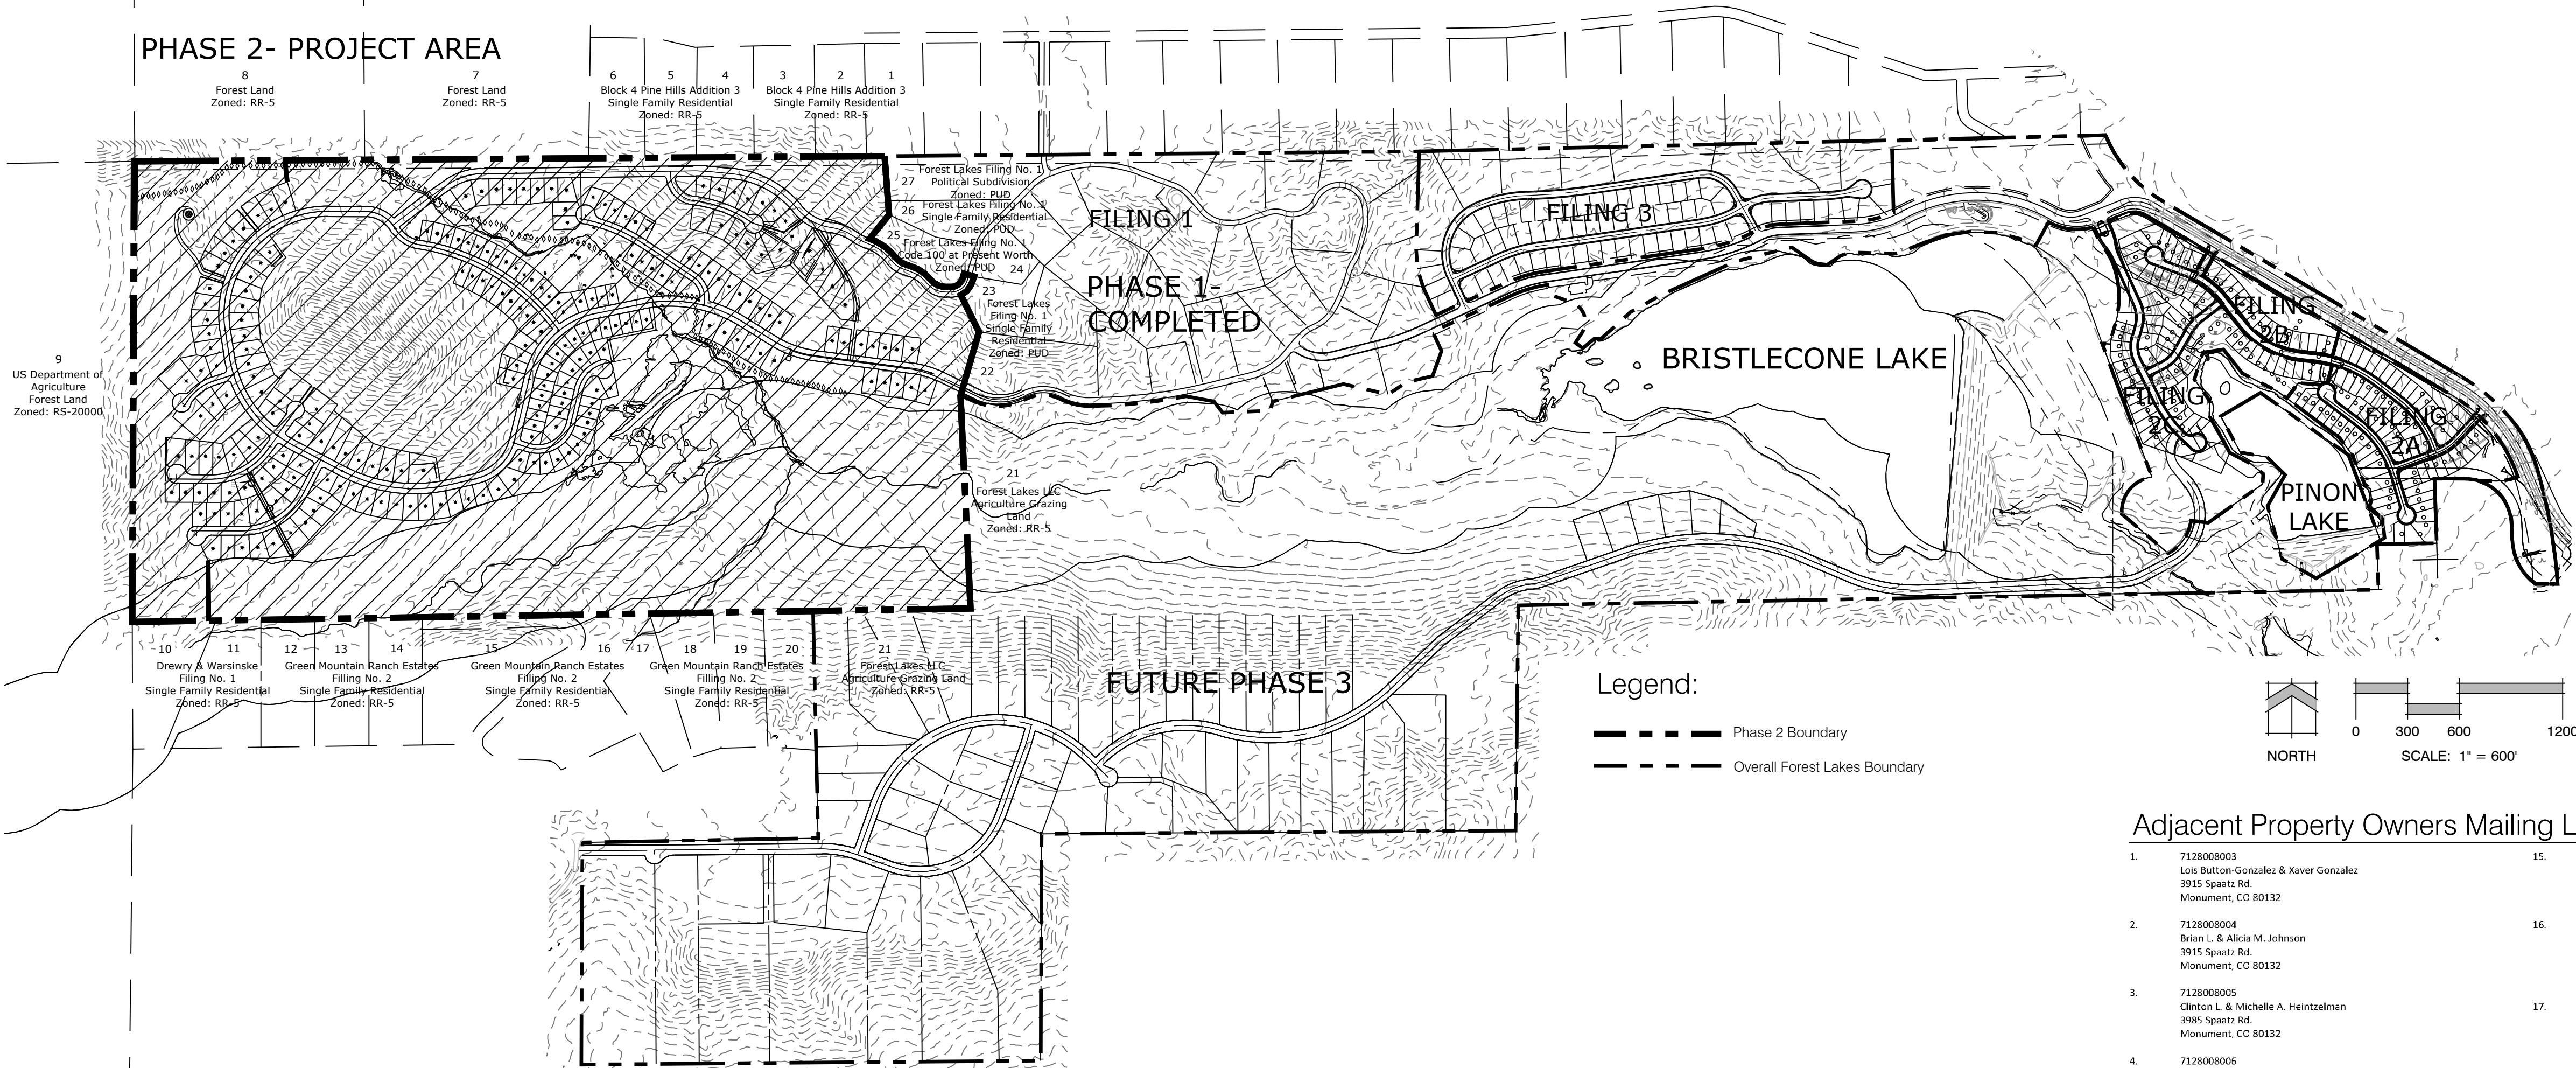 PHASE 2- PROJECT AREA
8
Forest Land
Zoned: RR-5
7
Forest Land
Zoned: RR-5
6 5 4
Block 4 Pine Hills Addition 3
Single Family Residential
Zoned: RR-5
3 2 1
Block 4 Pine Hills Addition 3
Single Family Residential
Zoned: RR-5
27
Forest Lakes Filing No. 1
Political Subdivision
Zoned: PUD
26
Forest Lakes Filing No. 1
Single Family Residential
Zoned: PUD
25
Forest Lakes Filing No. 1
Code 100 at Present Worth
Zoned: PUD
24
23
Forest Lakes
Filing No. 1
Single Family
Residential
Zoned: PUD
22
FILING 1
PHASE 1-
COMPLETED
FILING 3
BRISTLECONE LAKE
FILING
2B
FILING
2C
FILING
2A
PINON
LAKE
9
US Department of
Agriculture
Forest Land
Zoned: RS-20000
21
Forest Lakes LLC
Agriculture Grazing
Land
Zoned: RR-5
10 11
Drewry & Warsinske
Filing No. 1
Single Family Residential
Zoned: RR-5
12 13 14
Green Mountain Ranch Estates
Filling No. 2
Single Family Residential
Zoned: RR-5
15 16
Green Mountain Ranch Estates
Filling No. 2
Single Family Residential
Zoned: RR-5
17 18 19 20
Green Mountain Ranch Estates
Filling No. 2
Single Family Residential
Zoned: RR-5
21
Forest Lakes LLC
Agriculture Grazing Land
Zoned: RR-5
FUTURE PHASE 3
Legend:
Phase 2 Boundary
Overall Forest Lakes Boundary
NORTH
0 300 600 1200
SCALE: 1" = 600'
Adjacent Property Owners Mailing L
1. 7128008003
Lois Button-Gonzalez & Xaver Gonzalez
3915 Spaatz Rd.
Monument, CO 80132
2. 7128008004
Brian L. & Alicia M. Johnson
3915 Spaatz Rd.
Monument, CO 80132
3. 7128008005
Clinton L. & Michelle A. Heintzelman
3985 Spaatz Rd.
Monument, CO 80132
4. 7128008006
15.
16.
17.